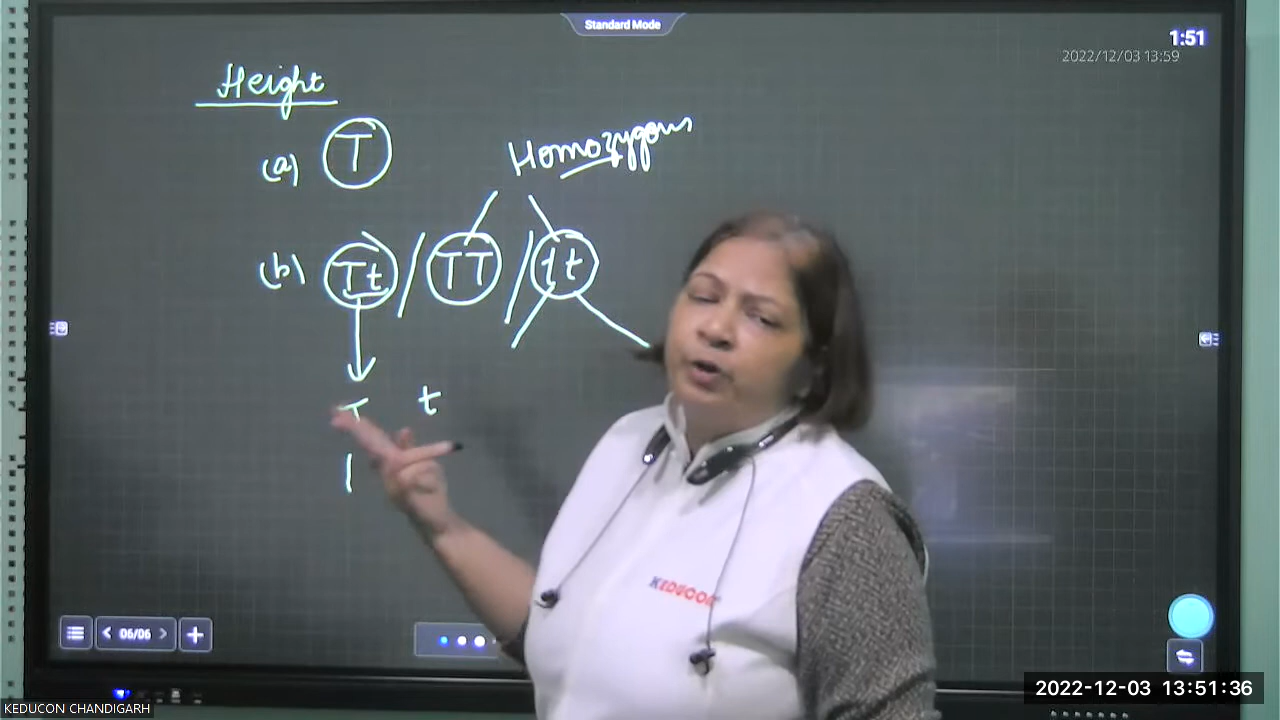 Standard Mode
1:51
2022/12/03 13:59
Height
(a) T
Homozygous
(b) Tt / TT / tt
T t
KEDUCON
06/06
2022-12-03 13:51:36
KEDUCON CHANDIGARH